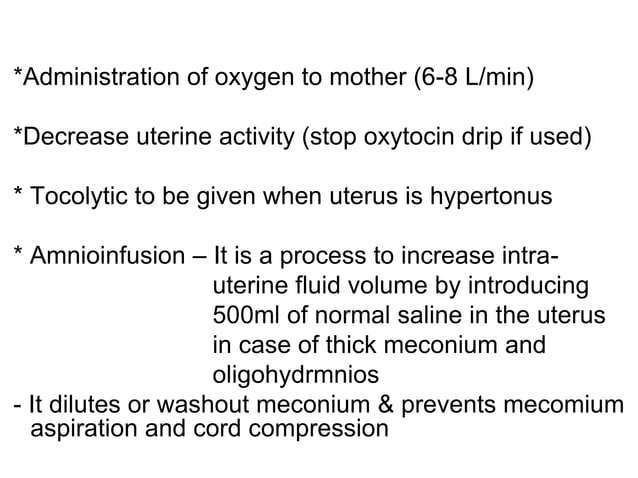 *Administration of oxygen to mother (6-8 L/min)
*Decrease uterine activity (stop oxytocin drip if used)
* Tocolytic to be given when uterus is hypertonus
* Amnioinfusion – It is a process to increase intra-
uterine fluid volume by introducing
500ml of normal saline in the uterus
in case of thick meconium and
oligohydrmnios
- It dilutes or washout meconium & prevents mecomium
aspiration and cord compression